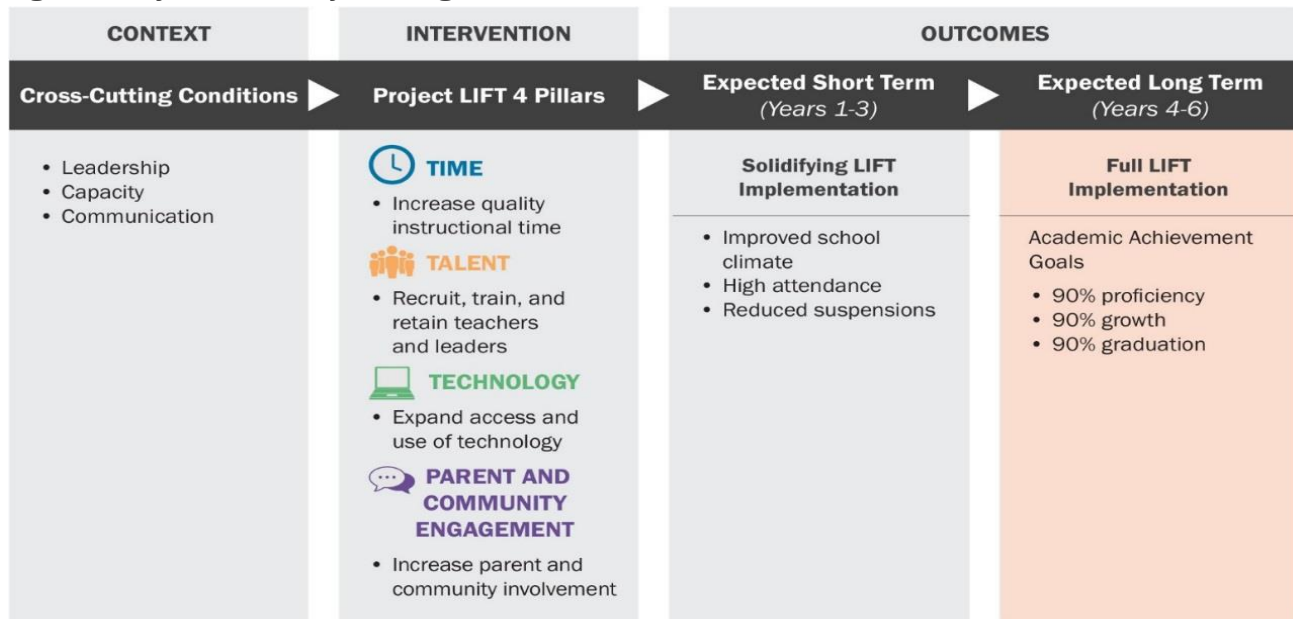 CONTEXT
INTERVENTION
OUTCOMES
Cross-Cutting Conditions
Project LIFT 4 Pillars
Expected Short Term
(Years 1-3)
Expected Long Term
(Years 4-6)
• Leadership
• Capacity
• Communication
TIME
• Increase quality
instructional time
TALENT
• Recruit, train, and
retain teachers
and leaders
TECHNOLOGY
• Expand access and
use of technology
PARENT AND
COMMUNITY
ENGAGEMENT
• Increase parent and
community involvement
Solidifying LIFT
Implementation
• Improved school
climate
• High attendance
• Reduced suspensions
Full LIFT
Implementation
Academic Achievement
Goals
• 90% proficiency
• 90% growth
• 90% graduation